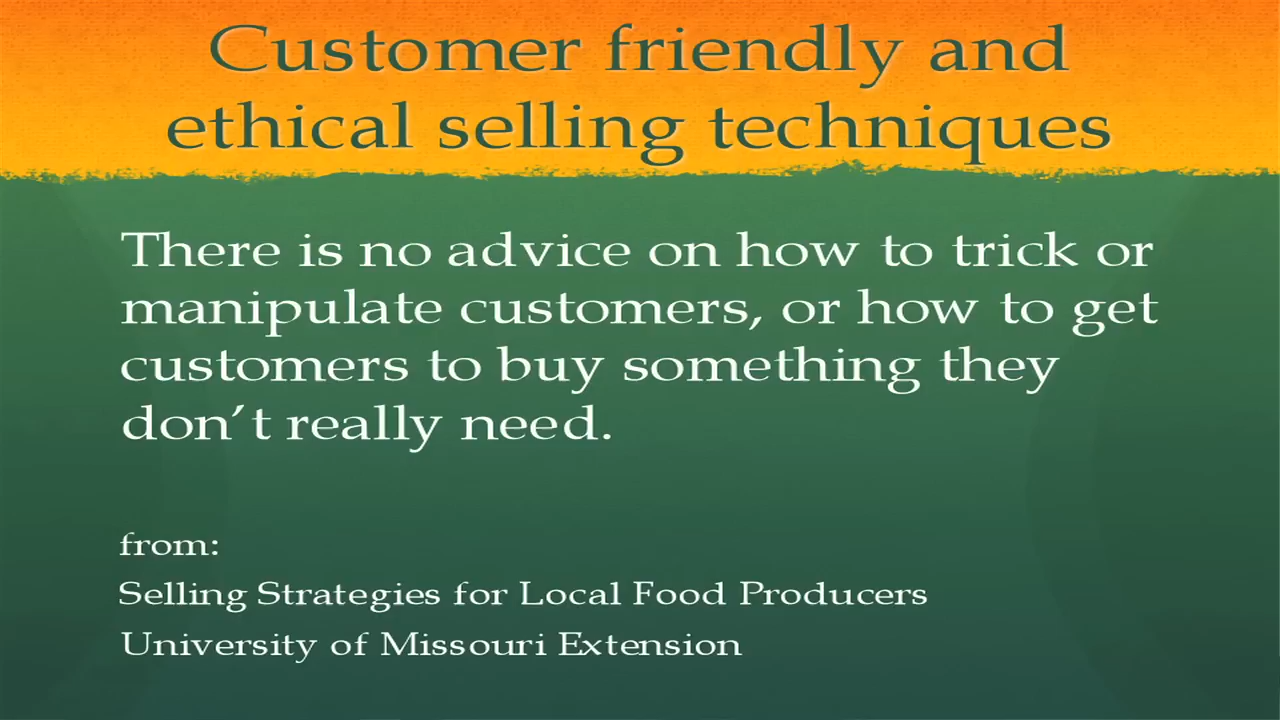 Customer friendly and
ethical selling techniques
There is no advice on how to trick or
manipulate customers, or how to get
customers to buy something they
don’t really need.
from:
Selling Strategies for Local Food Producers
University of Missouri Extension